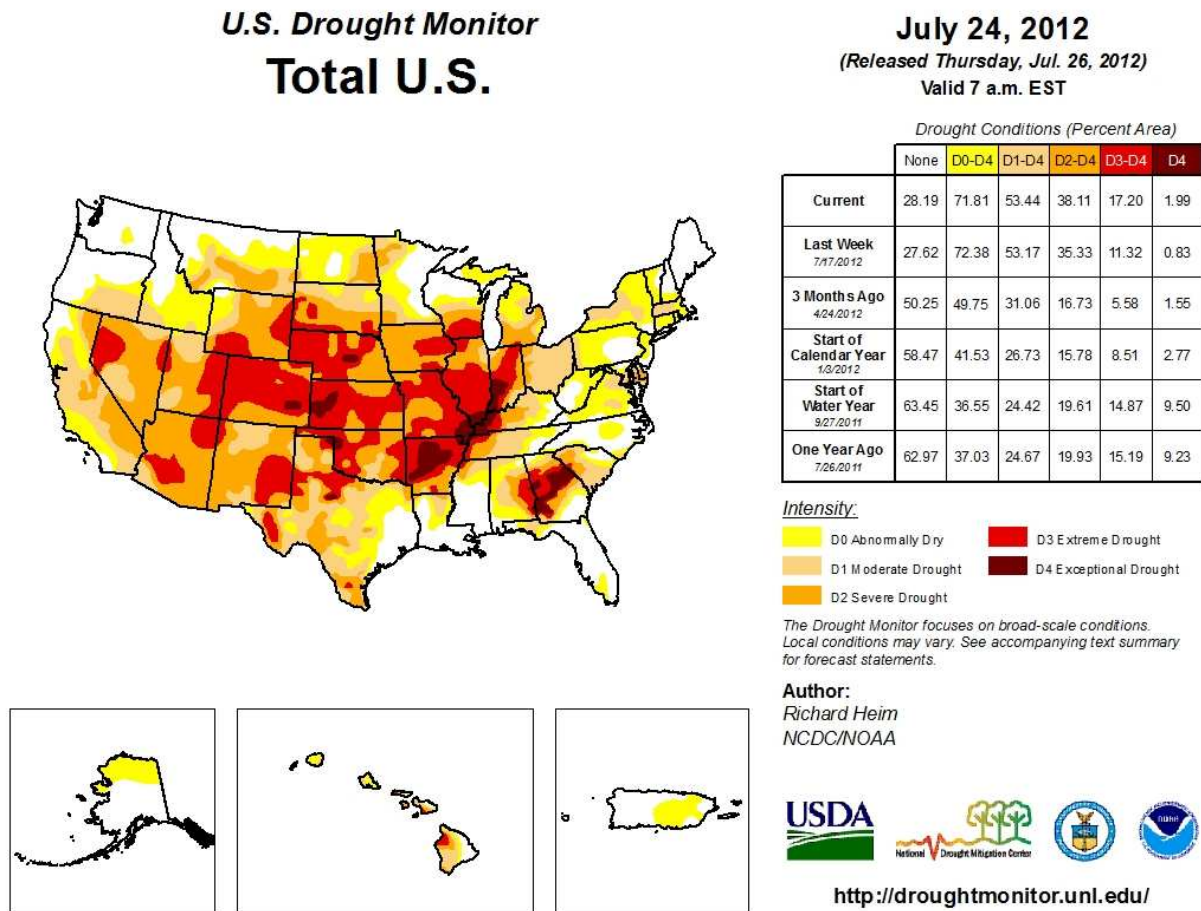 U.S. Drought Monitor
Total U.S.
July 24, 2012
(Released Thursday, Jul. 26, 2012)
Valid 7 a.m. EST
Drought Conditions (Percent Area)
None D0-D4 D1-D4 D2-D4 D3-D4 D4
Current 28.19 71.81 53.44 38.11 17.20 1.99
Last Week
7/17/2012
27.62 72.38 53.17 35.33 11.32 0.83
3 Months Ago
4/24/2012
50.25 49.75 31.06 16.73 5.58 1.55
Start of
Calendar Year
1/3/2012
58.47 41.53 26.73 15.78 8.51 2.77
Start of
Water Year
9/27/2011
63.45 36.55 24.42 19.61 14.87 9.50
One Year Ago
7/26/2011
62.97 37.03 24.67 19.93 15.19 9.23
Intensity:
D0 Abnormally Dry
D1 Moderate Drought
D2 Severe Drought
D3 Extreme Drought
D4 Exceptional Drought
The Drought Monitor focuses on broad-scale conditions.
Local conditions may vary. See accompanying text summary
for forecast statements.
Author:
Richard Heim
NCDC/NOAA
USDA
National Drought Mitigation Center
noaa
http://droughtmonitor.unl.edu/